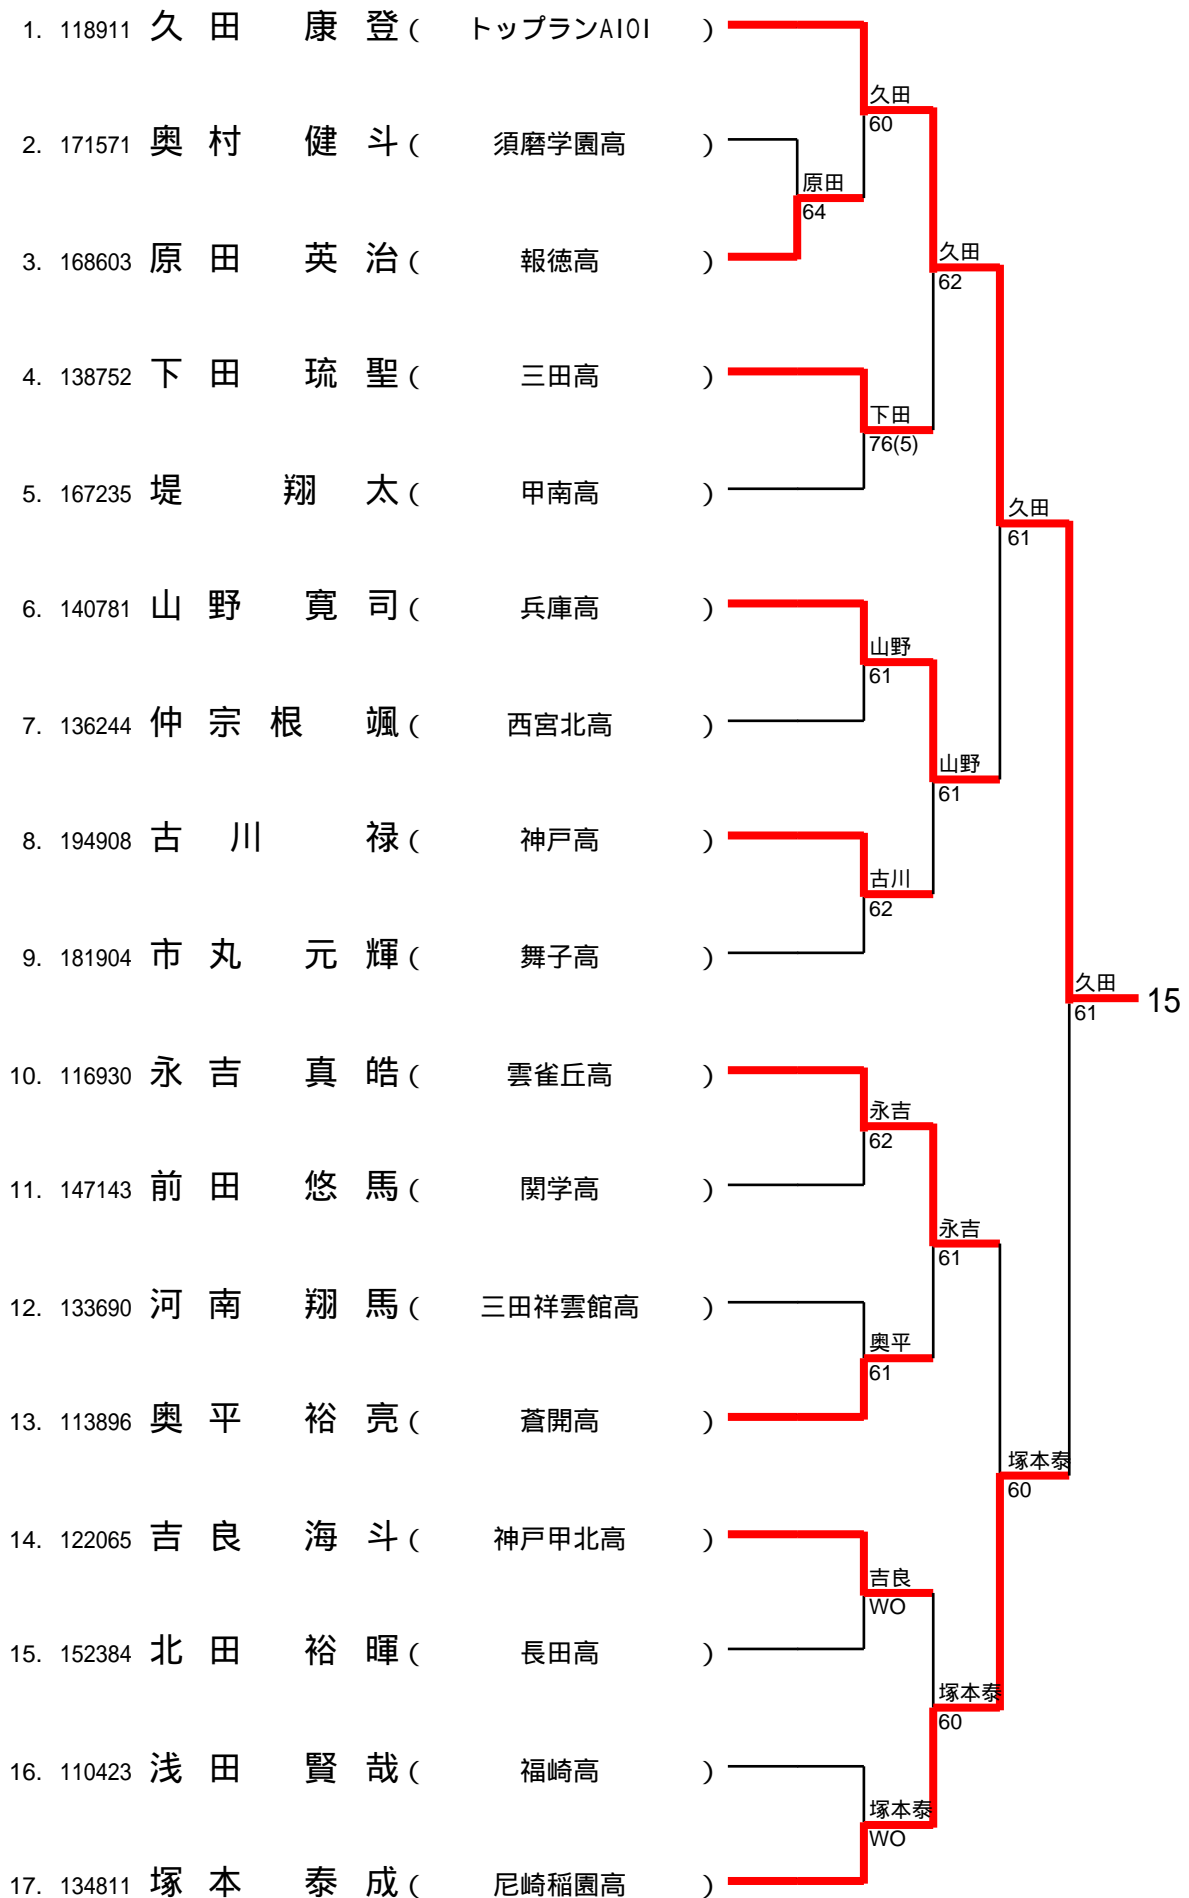 1. 118911 久田 康登 ( トップランAIOI )
久田
60
2. 171571 奥村 健斗 ( 須磨学園高 )
原田
64
3. 168603 原田 英治 ( 報徳高 )
久田
62
4. 138752 下田 琉聖 ( 三田高 )
下田
76(5)
5. 167235 堤 翔太 ( 甲南高 )
久田
61
6. 140781 山野 寛司 ( 兵庫高 )
山野
61
7. 136244 仲宗根 颯 ( 西宮北高 )
山野
61
8. 194908 古川 禄 ( 神戸高 )
古川
62
9. 181904 市丸 元輝 ( 舞子高 )
久田
61
15
10. 116930 永吉 真皓 ( 雲雀丘高 )
永吉
62
11. 147143 前田 悠馬 ( 関学高 )
永吉
61
12. 133690 河南 翔馬 ( 三田祥雲館高 )
奥平
61
13. 113896 奥平 裕亮 ( 蒼開高 )
塚本泰
60
14. 122065 吉良 海斗 ( 神戸甲北高 )
吉良
WO
15. 152384 北田 裕暉 ( 長田高 )
塚本泰
60
16. 110423 浅田 賢哉 ( 福崎高 )
塚本泰
WO
17. 134811 塚本 泰成 ( 尼崎稲園高 )